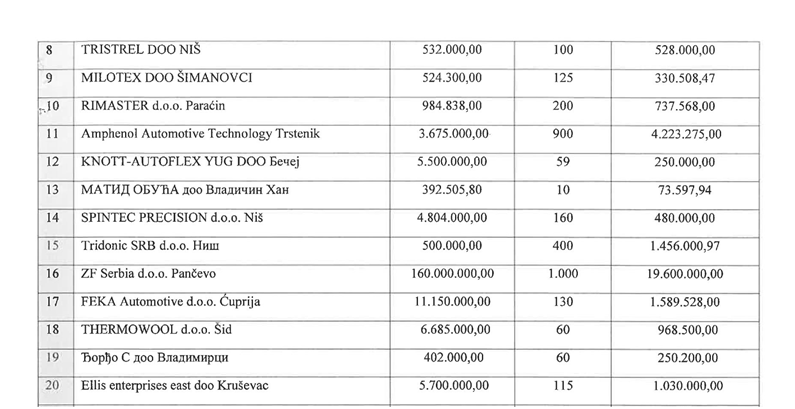 8 TRISTREL DOO NIŠ 532.000,00 100 528.000,00
9 MILOTEX DOO ŠIMANOVCI 524.300,00 125 330.508,47
10 RIMASTER d.o.o. Paraćin 984.838,00 200 737.568,00
11 Amphenol Automotive Technology Trstenik 3.675.000,00 900 4.223.275,00
12 KNOTT-AUTOFLEX YUG DOO Бечеј 5.500.000,00 59 250.000,00
13 МАТИД ОБУЋА доо Владичин Хан 392.505,80 10 73.597,94
14 SPINTEC PRECISION d.o.o. Niš 4.804.000,00 160 480.000,00
15 Tridonic SRB d.o.o. Ниш 500.000,00 400 1.456.000,97
16 ZF Serbia d.o.o. Pančevo 160.000.000,00 1.000 19.600.000,00
17 FEKA Automotive d.o.o. Ćuprija 11.150.000,00 130 1.589.528,00
18 THERMOWOOL d.o.o. Šid 6.685.000,00 60 968.500,00
19 Ђорђо С доо Владимирци 402.000,00 60 250.200,00
20 Ellis enterprises east doo Kruševac 5.700.000,00 115 1.030.000,00